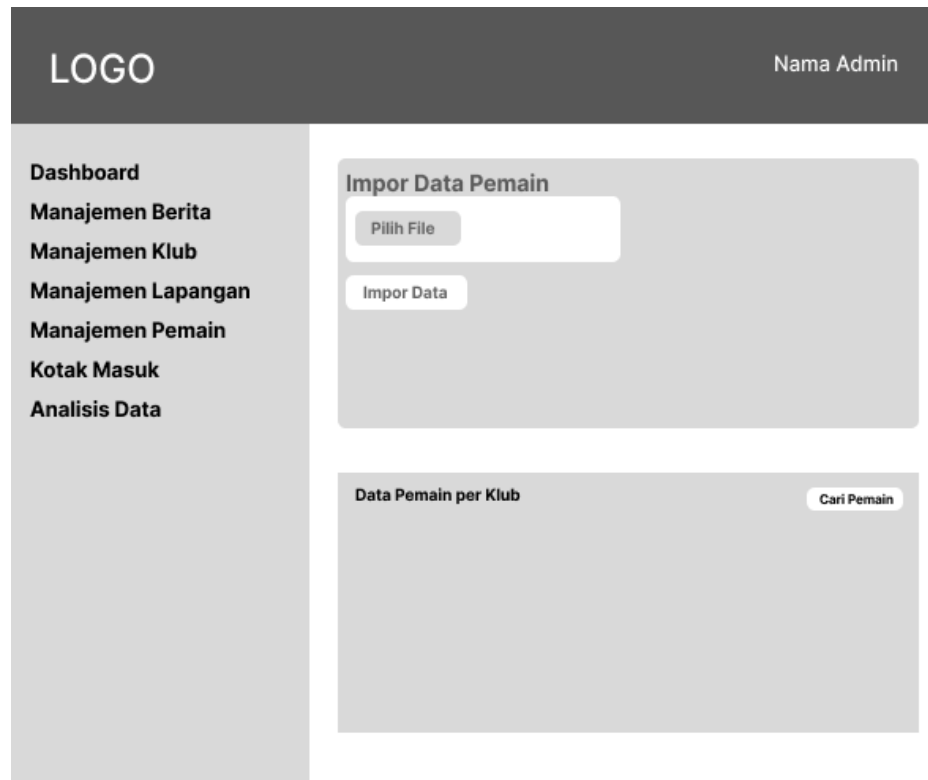 LOGO
Nama Admin
Dashboard
Manajemen Berita
Manajemen Klub
Manajemen Lapangan
Manajemen Pemain
Kotak Masuk
Analisis Data
Impor Data Pemain
Pilih File
Impor Data
Data Pemain per Klub
Cari Pemain